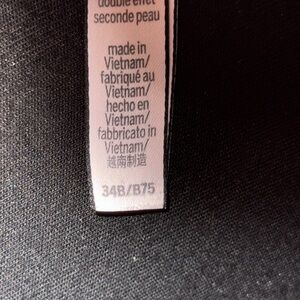 double effet
seconde peau
made in
Vietnam/
fabriqué au
Vietnam/
hecho en
Vietnam/
fabbricato in
Vietnam/
越南制造
34B/B75